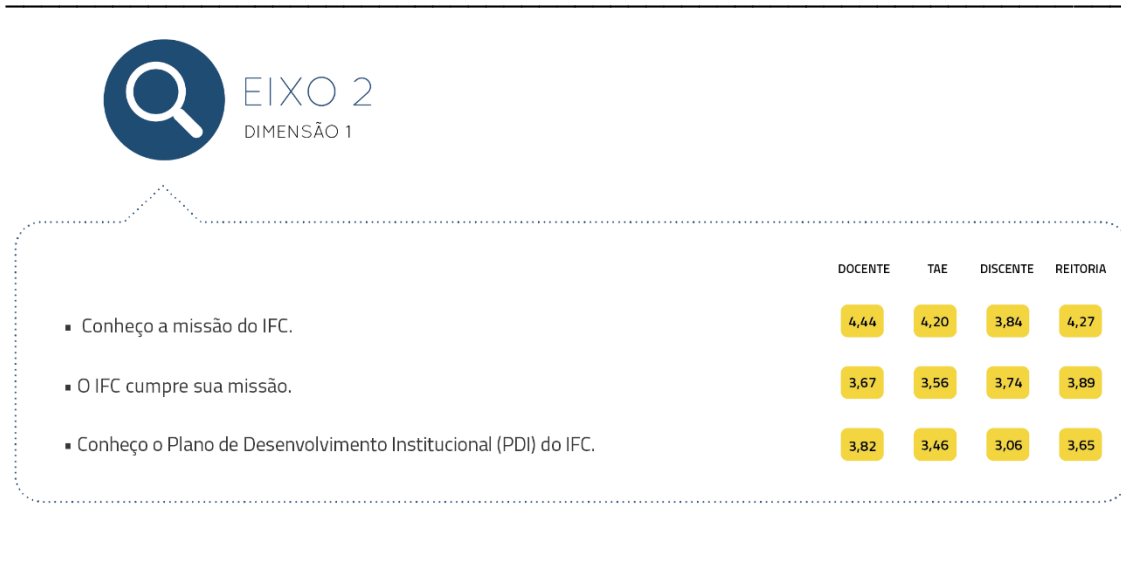 EIXO 2
DIMENSÃO 1
DOCENTE TAE DISCENTE REITORIA
▪ Conheço a missão do IFC. 4,44 4,20 3,84 4,27
▪ O IFC cumpre sua missão. 3,67 3,56 3,74 3,89
▪ Conheço o Plano de Desenvolvimento Institucional (PDI) do IFC. 3,82 3,46 3,06 3,65